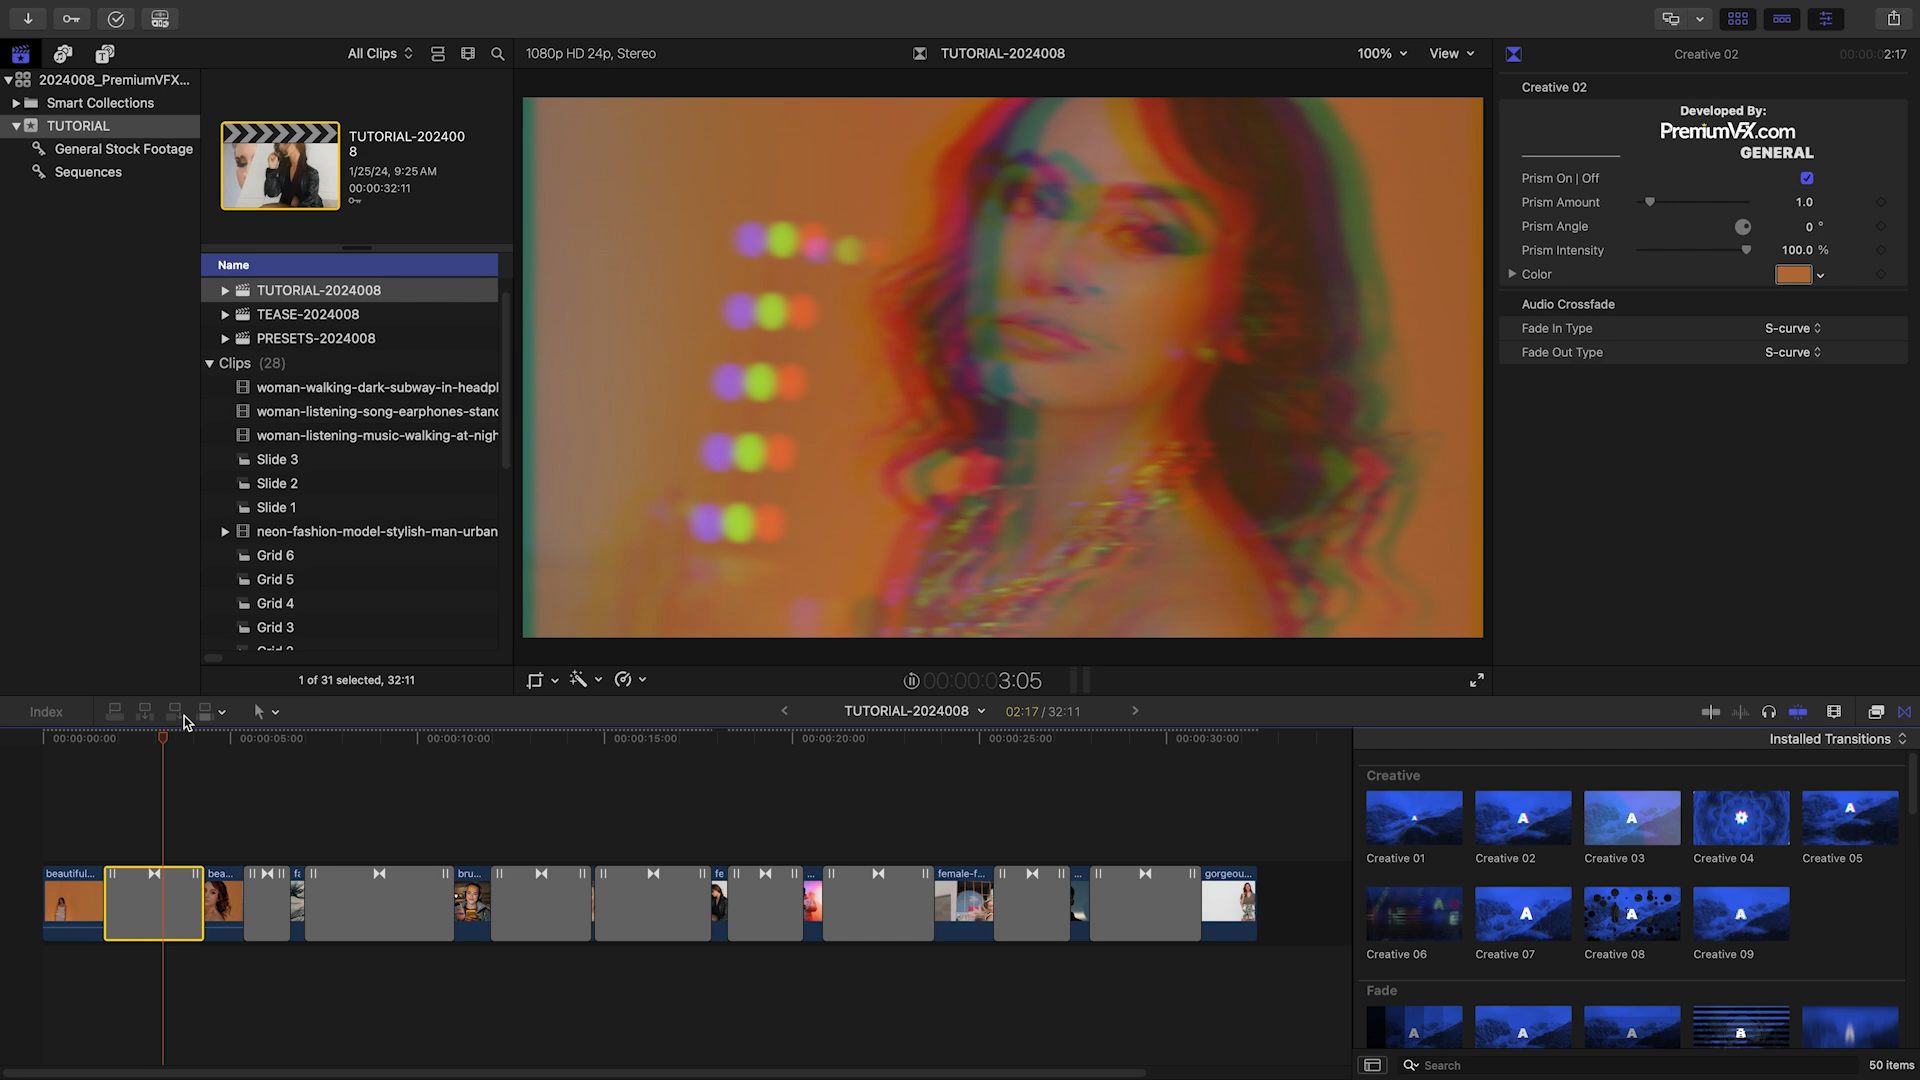 All Clips
1080p HD 24p, Stereo
TUTORIAL-2024008
100%
View
Creative 02
00:00:02:17
2024008_PremiumVFX...
Smart Collections
TUTORIAL
General Stock Footage
Sequences
TUTORIAL-202400
8
1/25/24, 9:25 AM
00:00:32:11
Name
TUTORIAL-2024008
TEASE-2024008
PRESETS-2024008
Clips (28)
woman-walking-dark-subway-in-headpl
woman-listening-song-earphones-stand
woman-listening-music-walking-at-nigh
Slide 3
Slide 2
Slide 1
neon-fashion-model-stylish-man-urban
Grid 6
Grid 5
Grid 4
Grid 3
1 of 31 selected, 32:11
00:00:00:03:05
Creative 02
Developed By:
PremiumVFX.com
GENERAL
Prism On | Off
Prism Amount 1.0
Prism Angle 0 °
Prism Intensity 100.0 %
Color
Audio Crossfade
Fade In Type S-curve
Fade Out Type S-curve
Index
TUTORIAL-2024008
02:17 / 32:11
00:00:00:00
00:00:05:00
00:00:10:00
00:00:15:00
00:00:20:00
00:00:25:00
00:00:30:00
beautiful...
bea...
bru...
fe
...
female-f...
...
gorgeou...
Installed Transitions
Creative
A
A
A
A
Creative 01
Creative 02
Creative 03
Creative 04
Creative 05
A
A
A
Creative 06
Creative 07
Creative 08
Creative 09
Fade
A
A
A
A
Search
50 items